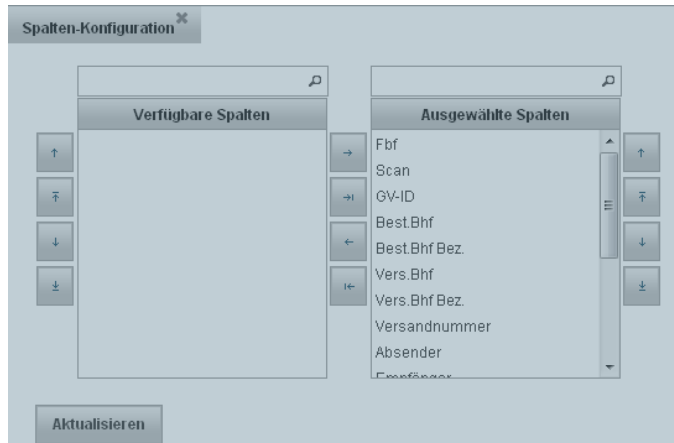 Spalten-Konfiguration
Verfügbare Spalten
Ausgewählte Spalten
Fbf
Scan
GV-ID
Best.Bhf
Best.Bhf Bez.
Vers.Bhf
Vers.Bhf Bez.
Versandnummer
Absender
Empfänger
Aktualisieren